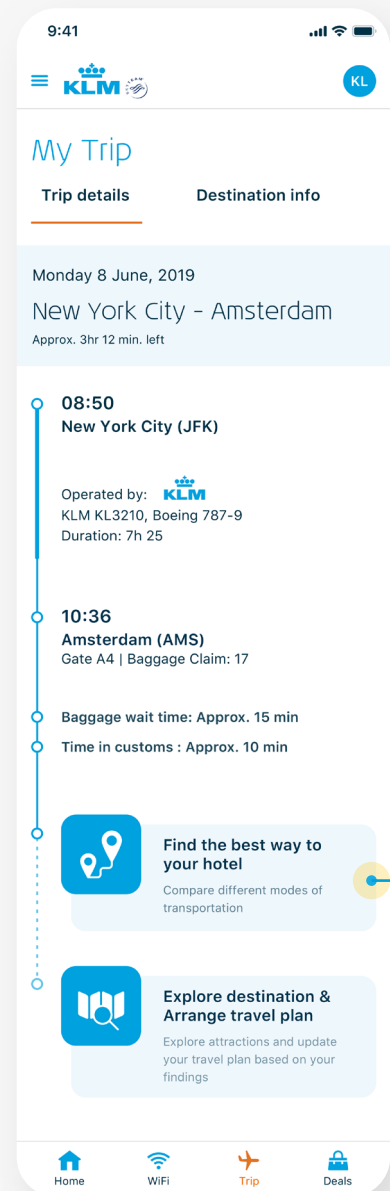 9:41
KLM
KL
My Trip
Trip details Destination info
Monday 8 June, 2019
New York City - Amsterdam
Approx. 3hr 12 min. left
08:50
New York City (JFK)
Operated by: KLM
KLM KL3210, Boeing 787-9
Duration: 7h 25
10:36
Amsterdam (AMS)
Gate A4 | Baggage Claim: 17
Baggage wait time: Approx. 15 min
Time in customs : Approx. 10 min
Find the best way to
your hotel
Compare different modes of
transportation
Explore destination &
Arrange travel plan
Explore attractions and update
your travel plan based on your
findings
Home WiFi Trip Deals